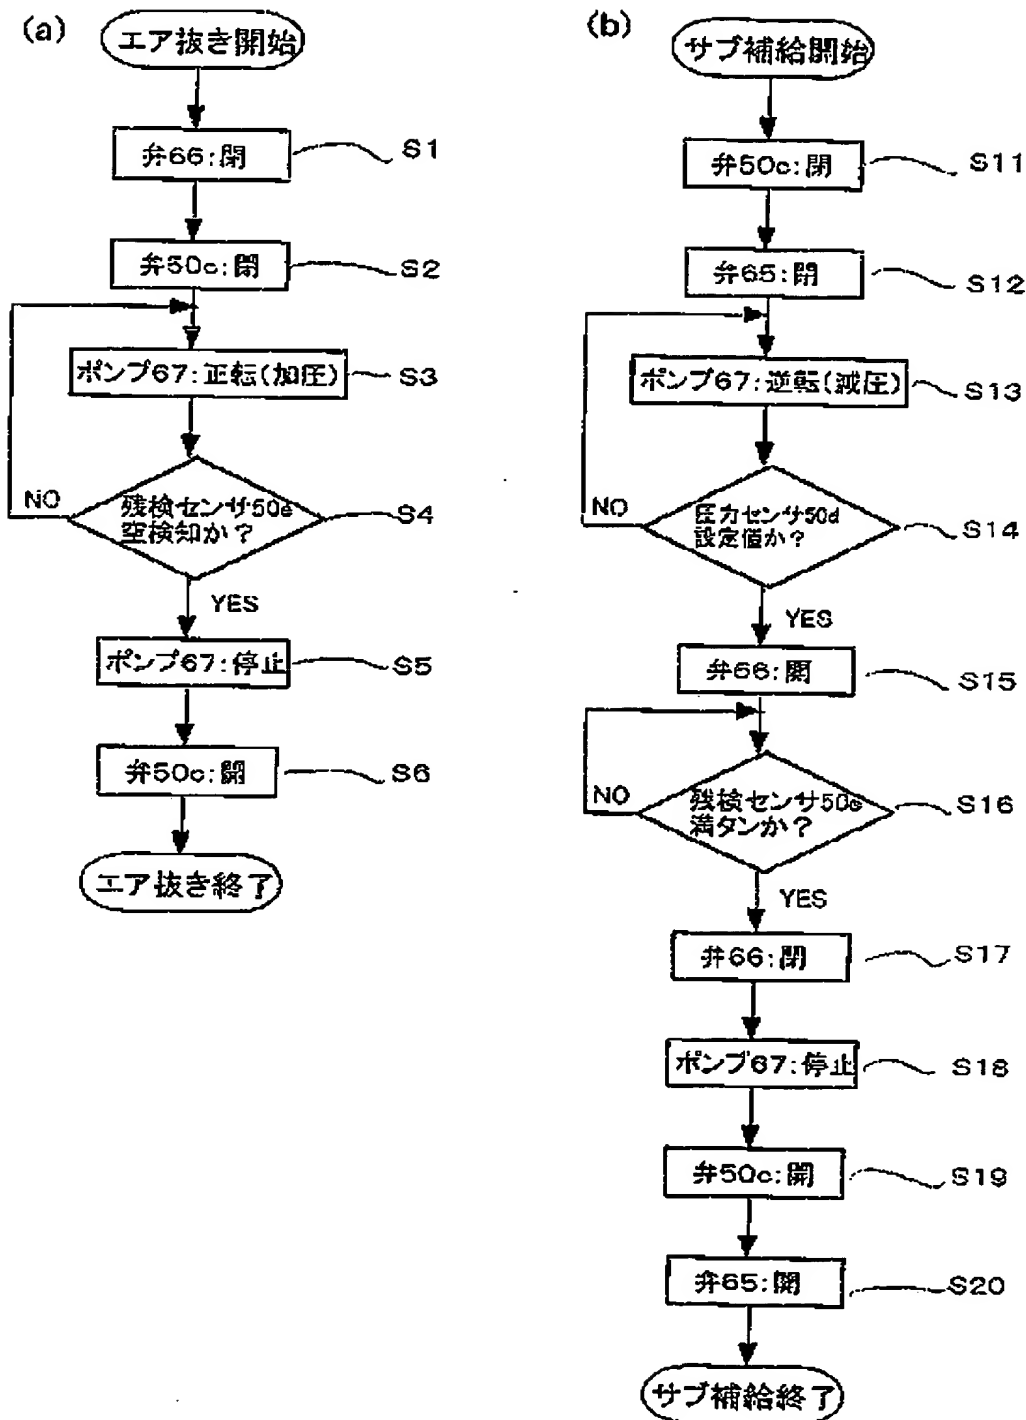 (a)
エア抜き開始
弁66:閉
S1
弁50c:閉
S2
ポンプ67:正転(加圧)
S3
残検センサ50e
空検知か?
S4
NO
YES
ポンプ67:停止
S5
弁50c:開
S6
エア抜き終了
(b)
サブ補給開始
弁50c:閉
S11
弁65:閉
S12
ポンプ67:逆転(減圧)
S13
圧力センサ50d
設定値か?
S14
NO
YES
弁66:開
S15
残検センサ50e
満タンか?
S16
NO
YES
弁66:閉
S17
ポンプ67:停止
S18
弁50c:開
S19
弁65:開
S20
サブ補給終了